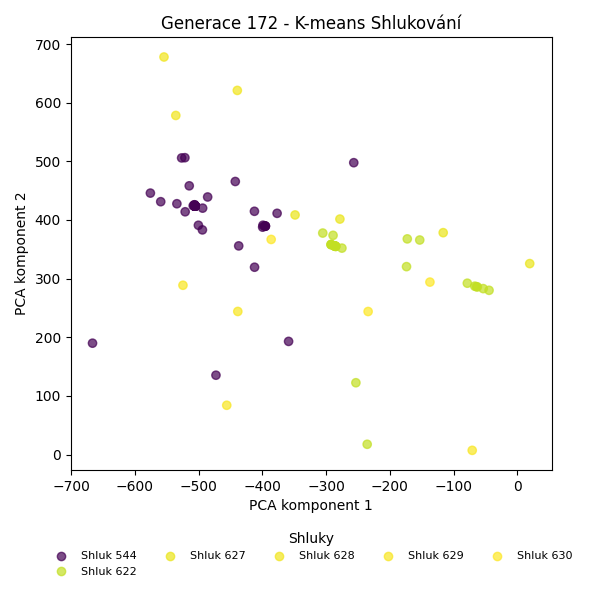 Generace 172 - K-means Shlukování
700
600
500
400
300
200
100
0
PCA komponent 2
−700 −600 −500 −400 −300 −200 −100 0
PCA komponent 1
Shluky
Shluk 544 Shluk 627 Shluk 628 Shluk 629 Shluk 630
Shluk 622